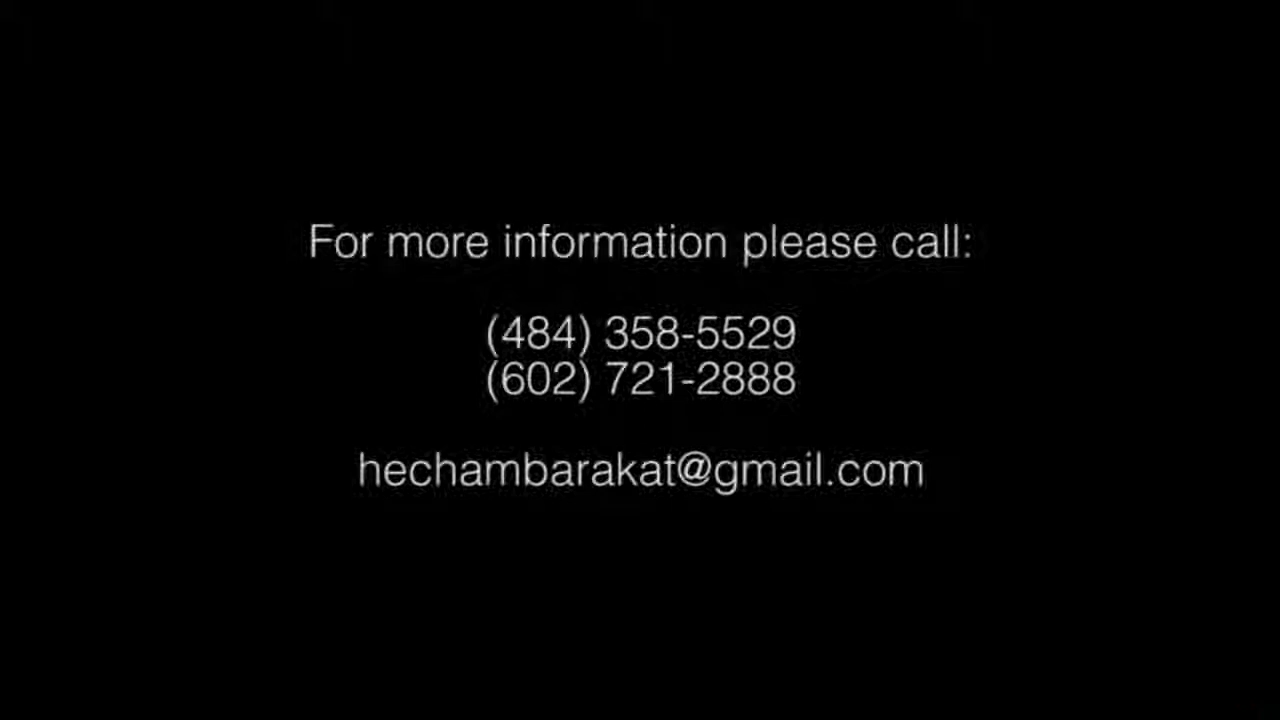 For more information please call:
(484) 358-5529
(602) 721-2888
hechambarakat@gmail.com